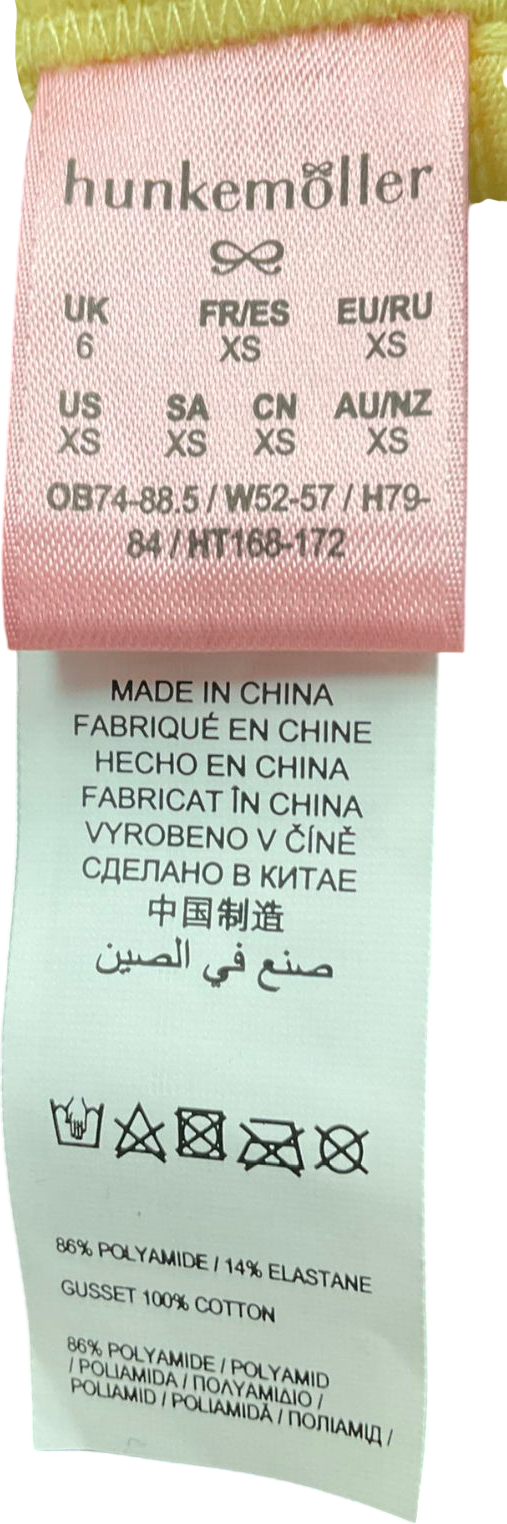 hunkemöller
UK FR/ES EU/RU
6 XS XS
US SA CN AU/NZ
XS XS XS XS
OB74-88.5 / W52-57 / H79-
84 / HT168-172
MADE IN CHINA
FABRIQUÉ EN CHINE
HECHO EN CHINA
FABRICAT ÎN CHINA
VYROBENO V ČÍNĚ
СДЕЛАНО В КИТАЕ
中国制造
صنع في الصين
86% POLYAMIDE / 14% ELASTANE
GUSSET 100% COTTON
86% POLYAMIDE / POLYAMID
/ POLIAMIDA / ΠΟΛΥΑΜΙΔΙΟ /
POLIAMID / POLIAMIDĂ / ПОЛІАМІД /